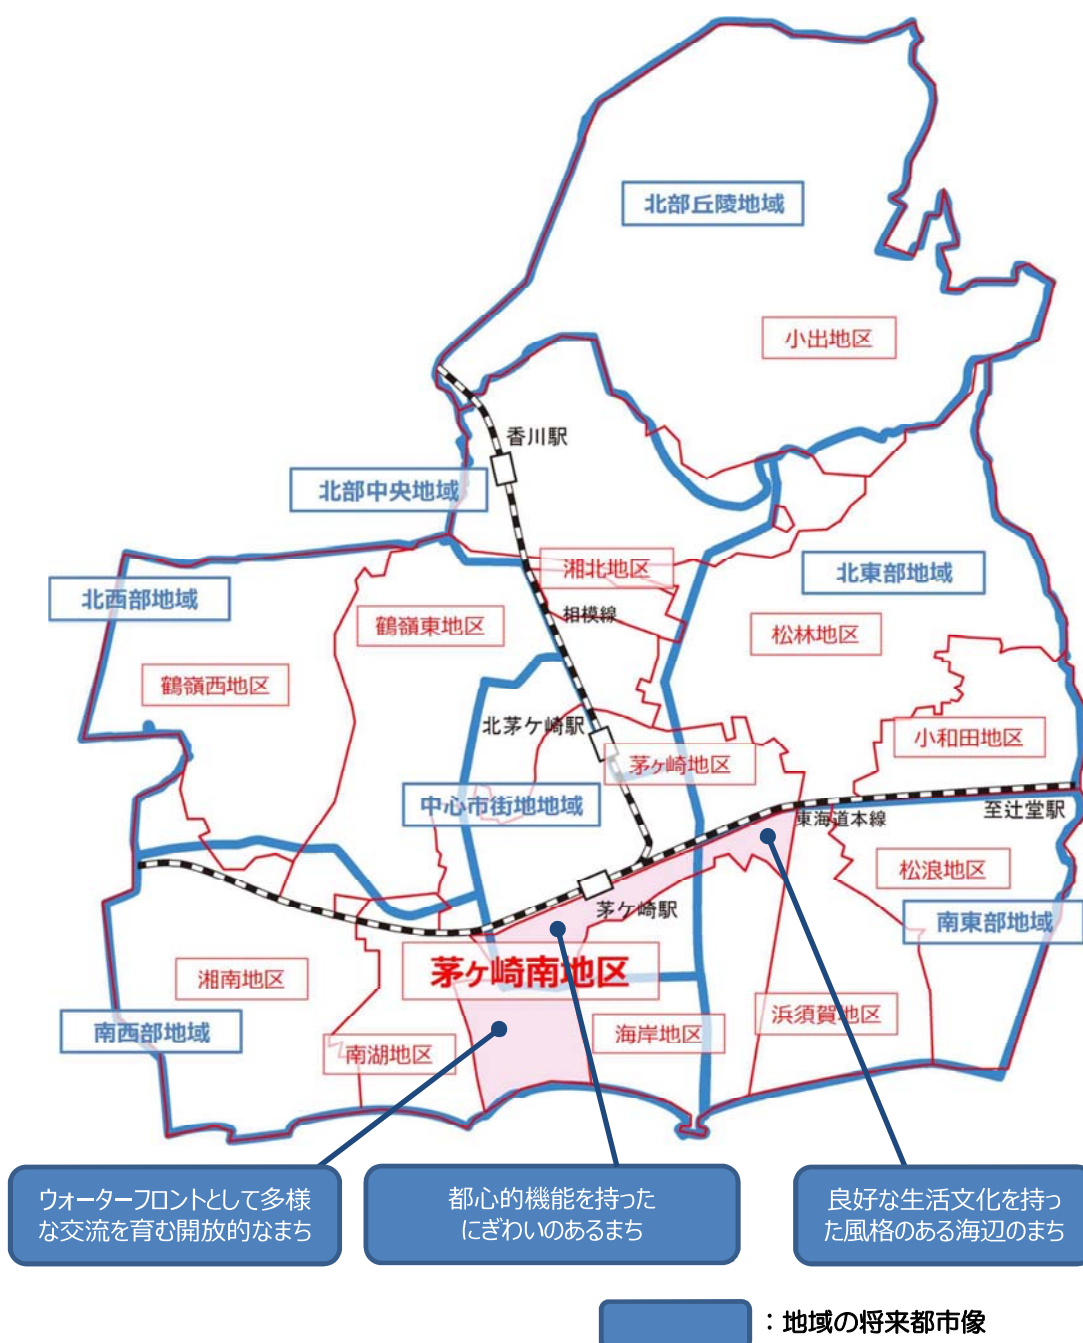 北部丘陵地域
小出地区
香川駅
北部中央地域
湘北地区
北東部地域
北西部地域
相模線
鶴嶺東地区
松林地区
鶴嶺西地区
北茅ケ崎駅
小和田地区
茅ヶ崎地区
中心市街地地域
至辻堂駅
東海道本線
松浪地区
茅ケ崎駅
南東部地域
茅ヶ崎南地区
湘南地区
浜須賀地区
南西部地域
海岸地区
南湖地区
ウォーターフロントとして多様
な交流を育む開放的なまち
都心的機能を持った
にぎわいのあるまち
良好な生活文化を持っ
た風格のある海辺のまち
：地域の将来都市像